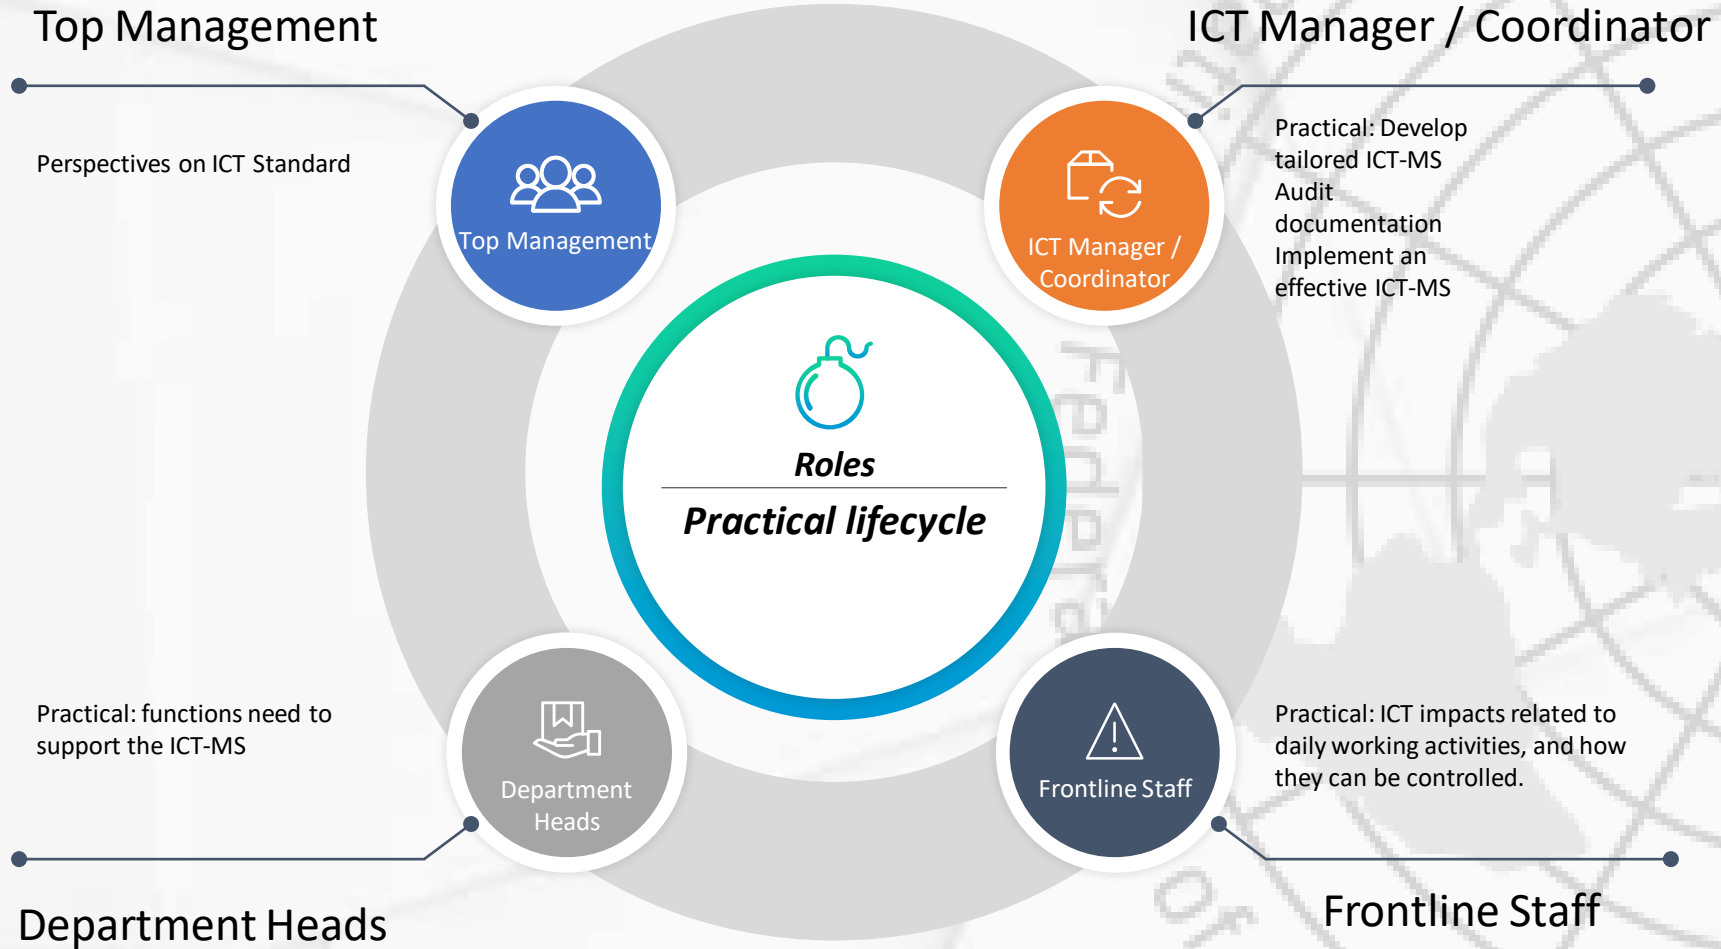 Top Management
ICT Manager / Coordinator
Perspectives on ICT Standard
Top Management
ICT Manager /
Coordinator
Practical: Develop
tailored ICT-MS
Audit
documentation
Implement an
effective ICT-MS
Roles
Practical lifecycle
Practical: functions need to
support the ICT-MS
Department
Heads
Frontline Staff
Practical: ICT impacts related to
daily working activities, and how
they can be controlled.
Department Heads
Frontline Staff
of